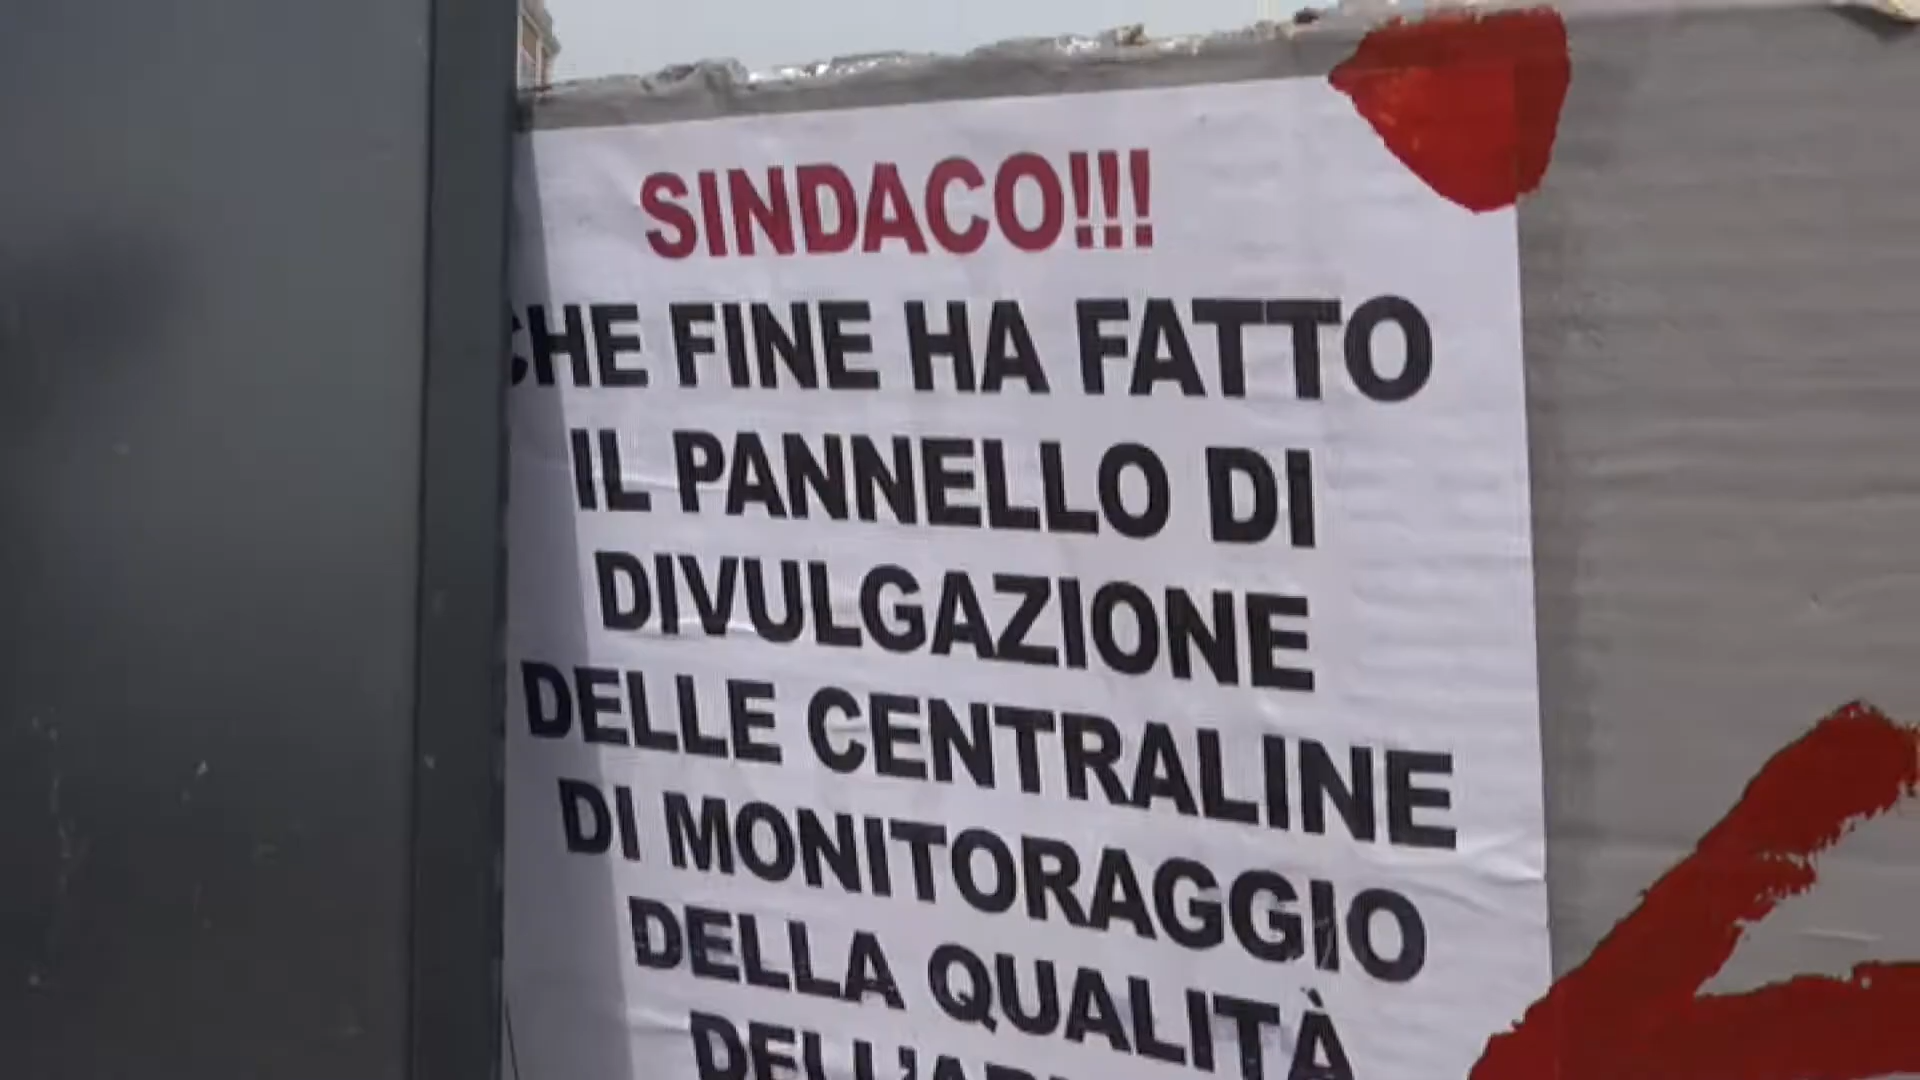 SINDACO!!!
CHE FINE HA FATTO
IL PANNELLO DI
DIVULGAZIONE
DELLE CENTRALINE
DI MONITORAGGIO
DELLA QUALITÀ